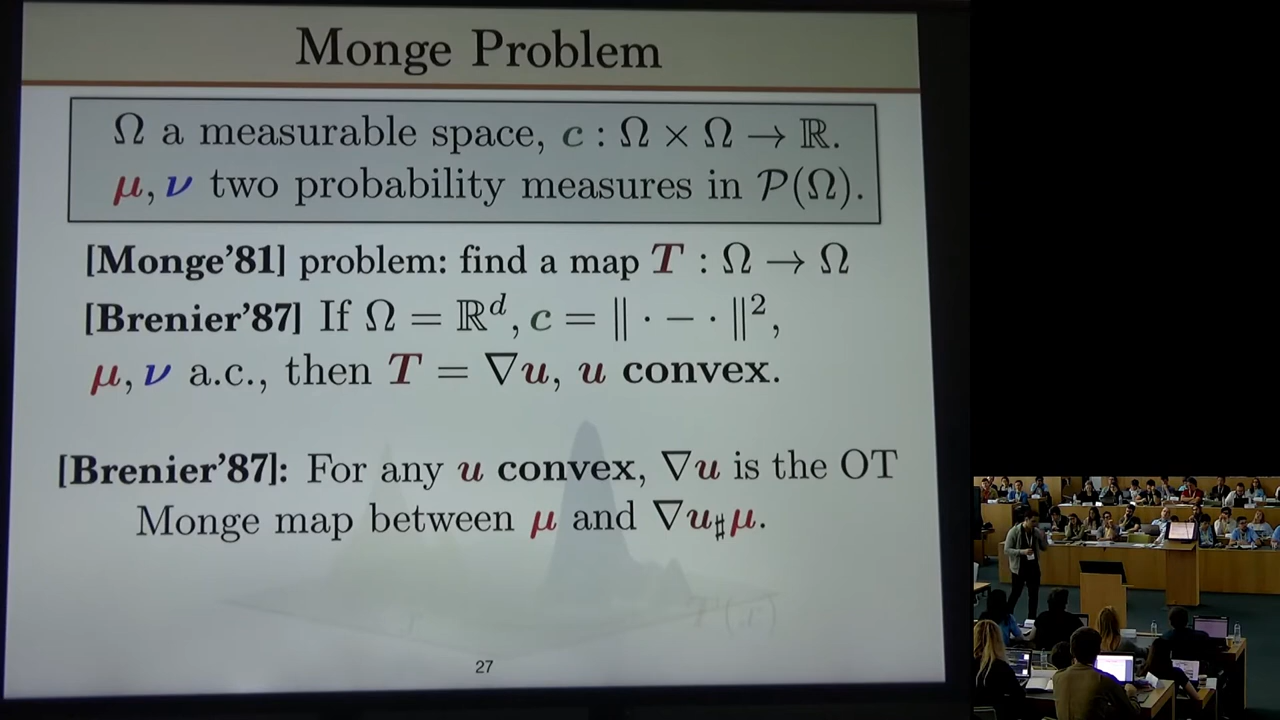 Monge Problem
Ω a measurable space, c : Ω × Ω → ℝ.
μ, ν two probability measures in 𝒫(Ω).
[Monge'81] problem: find a map T : Ω → Ω
[Brenier'87] If Ω = ℝᵈ, c = ‖ · − · ‖²,
μ, ν a.c., then T = ∇u, u convex.
[Brenier'87]: For any u convex, ∇u is the OT
Monge map between μ and ∇u♯μ.
T(x)
27